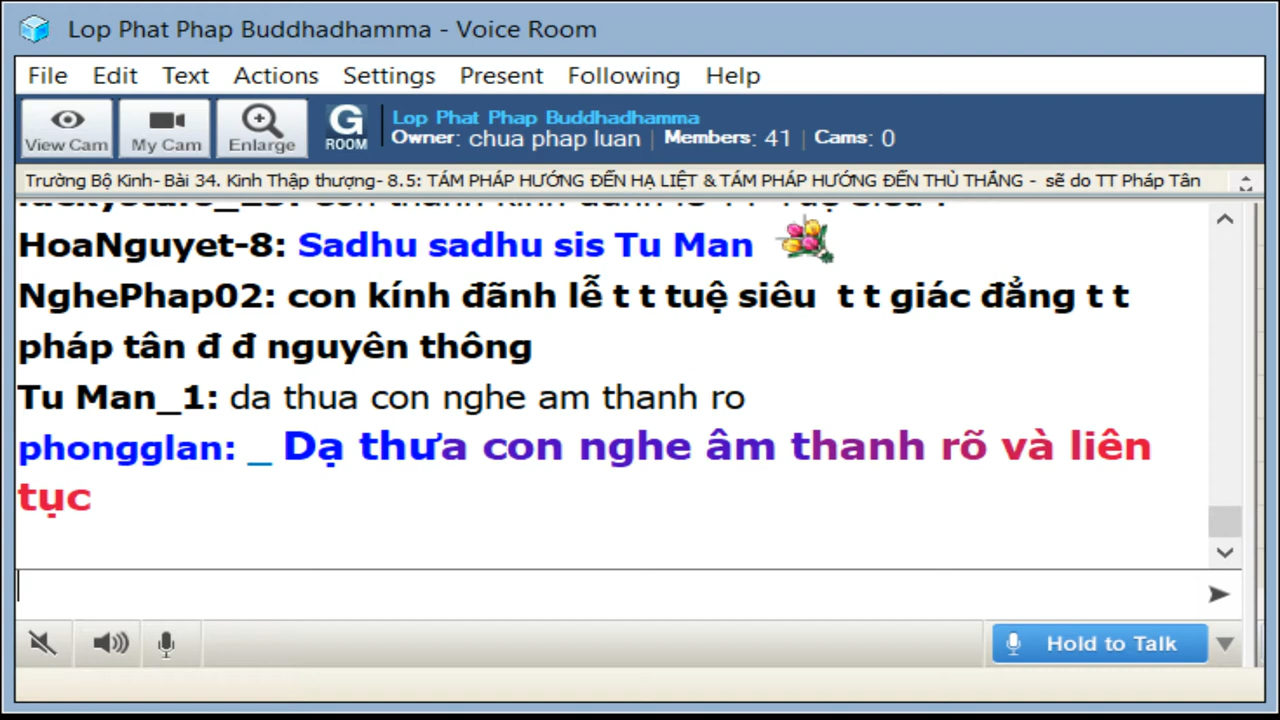 Lop Phat Phap Buddhadhamma - Voice Room
File Edit Text Actions Settings Present Following Help
View Cam My Cam Enlarge G ROOM
Lop Phat Phap Buddhadhamma
Owner: chua phap luan | Members: 41 | Cams: 0
Trường Bộ Kinh- Bài 34. Kinh Thập thượng- 8.5: TÁM PHÁP HƯỚNG ĐẾN HẠ LIỆT & TÁM PHÁP HƯỚNG ĐẾN THÙ THẮNG - sẽ do TT Pháp Tân
HoaNguyet-8: Sadhu sadhu sis Tu Man
NghePhap02: con kính đãnh lễ t t tuệ siêu t t giác đẳng t t
pháp tân đ đ nguyên thông
Tu Man_1: da thua con nghe am thanh ro
phongglan: _ Dạ thưa con nghe âm thanh rõ và liên
tục
Hold to Talk